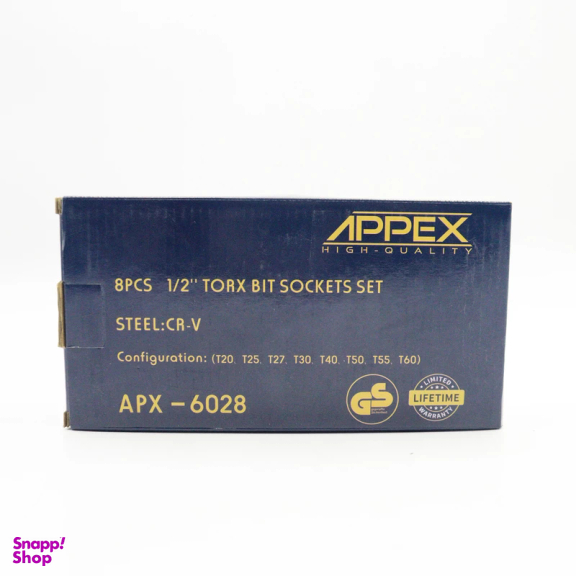 APPEX
HIGH-QUALITY
8PCS 1/2'' TORX BIT SOCKETS SET
STEEL:CR-V
Configuration: (T20. T25. T27. T30. T40. T50. T55. T60)
APX-6028
GS
LIMITED
LIFETIME
WARRANTY
Snapp!
Shop